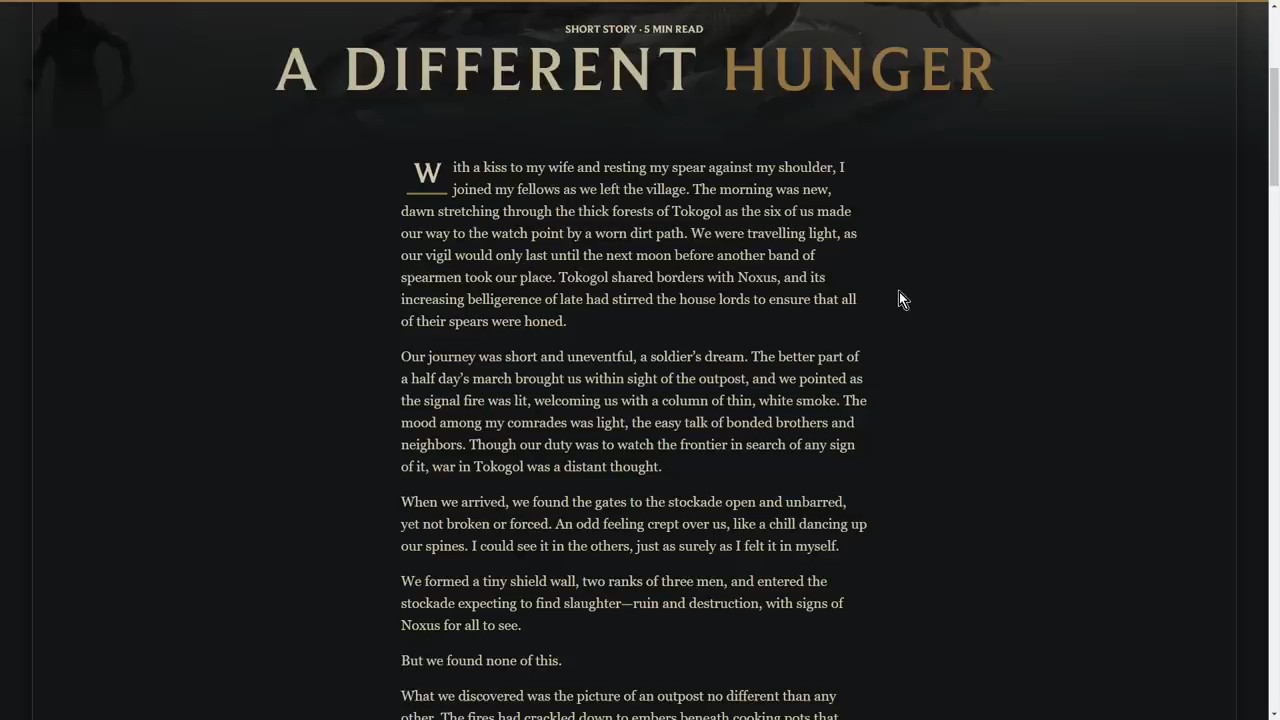 SHORT STORY · 5 MIN READ
A DIFFERENT HUNGER
With a kiss to my wife and resting my spear against my shoulder, I
joined my fellows as we left the village. The morning was new,
dawn stretching through the thick forests of Tokogol as the six of us made
our way to the watch point by a worn dirt path. We were travelling light, as
our vigil would only last until the next moon before another band of
spearmen took our place. Tokogol shared borders with Noxus, and its
increasing belligerence of late had stirred the house lords to ensure that all
of their spears were honed.
Our journey was short and uneventful, a soldier’s dream. The better part of
a half day’s march brought us within sight of the outpost, and we pointed as
the signal fire was lit, welcoming us with a column of thin, white smoke. The
mood among my comrades was light, the easy talk of bonded brothers and
neighbors. Though our duty was to watch the frontier in search of any sign
of it, war in Tokogol was a distant thought.
When we arrived, we found the gates to the stockade open and unbarred,
yet not broken or forced. An odd feeling crept over us, like a chill dancing up
our spines. I could see it in the others, just as surely as I felt it in myself.
We formed a tiny shield wall, two ranks of three men, and entered the
stockade expecting to find slaughter—ruin and destruction, with signs of
Noxus for all to see.
But we found none of this.
What we discovered was the picture of an outpost no different than any
other. The fires had crackled down to embers beneath cooking pots that